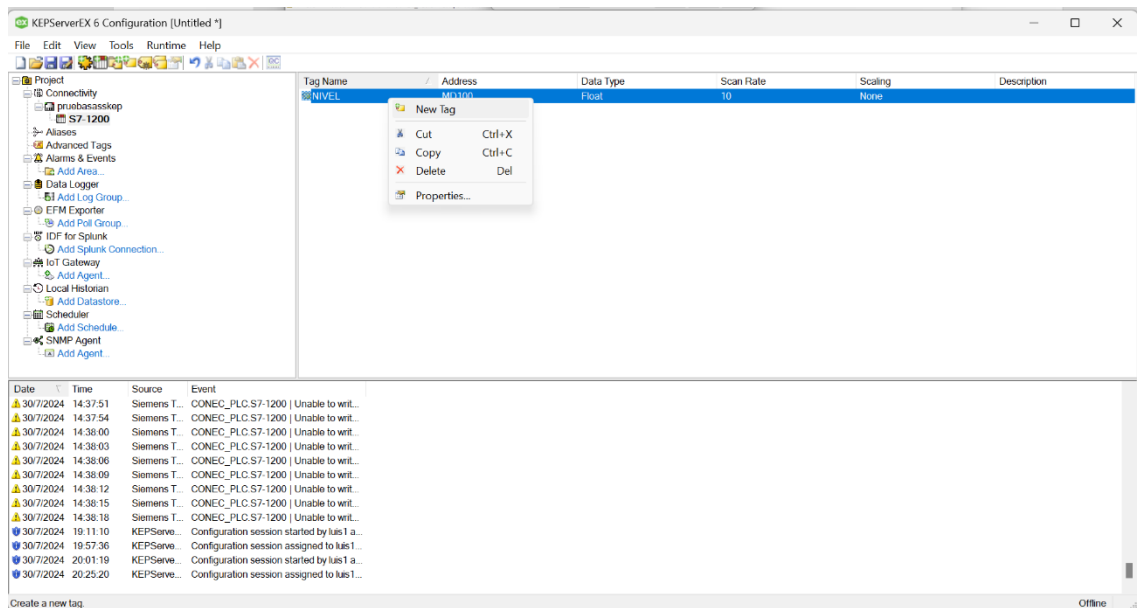 KEPServerEX 6 Configuration [Untitled *]
File Edit View Tools Runtime Help
Project
Connectivity
pruebasasskep
S7-1200
Aliases
Advanced Tags
Alarms & Events
Add Area...
Data Logger
Add Log Group...
EFM Exporter
Add Poll Group...
IDF for Splunk
Add Splunk Connection...
IoT Gateway
Add Agent...
Local Historian
Add Datastore...
Scheduler
Add Schedule...
SNMP Agent
Add Agent...
Tag Name Address Data Type Scan Rate Scaling Description
NIVEL MD100 Float 10 None
New Tag
Cut Ctrl+X
Copy Ctrl+C
Delete Del
Properties...
Date Time Source Event
30/7/2024 14:37:51 Siemens T... CONEC_PLC.S7-1200 | Unable to writ...
30/7/2024 14:37:54 Siemens T... CONEC_PLC.S7-1200 | Unable to writ...
30/7/2024 14:38:00 Siemens T... CONEC_PLC.S7-1200 | Unable to writ...
30/7/2024 14:38:03 Siemens T... CONEC_PLC.S7-1200 | Unable to writ...
30/7/2024 14:38:06 Siemens T... CONEC_PLC.S7-1200 | Unable to writ...
30/7/2024 14:38:09 Siemens T... CONEC_PLC.S7-1200 | Unable to writ...
30/7/2024 14:38:12 Siemens T... CONEC_PLC.S7-1200 | Unable to writ...
30/7/2024 14:38:15 Siemens T... CONEC_PLC.S7-1200 | Unable to writ...
30/7/2024 14:38:18 Siemens T... CONEC_PLC.S7-1200 | Unable to writ...
30/7/2024 19:11:10 KEPServe... Configuration session started by luis1 a...
30/7/2024 19:57:36 KEPServe... Configuration session assigned to luis1...
30/7/2024 20:01:19 KEPServe... Configuration session started by luis1 a...
30/7/2024 20:25:20 KEPServe... Configuration session assigned to luis1...
Create a new tag. Offline